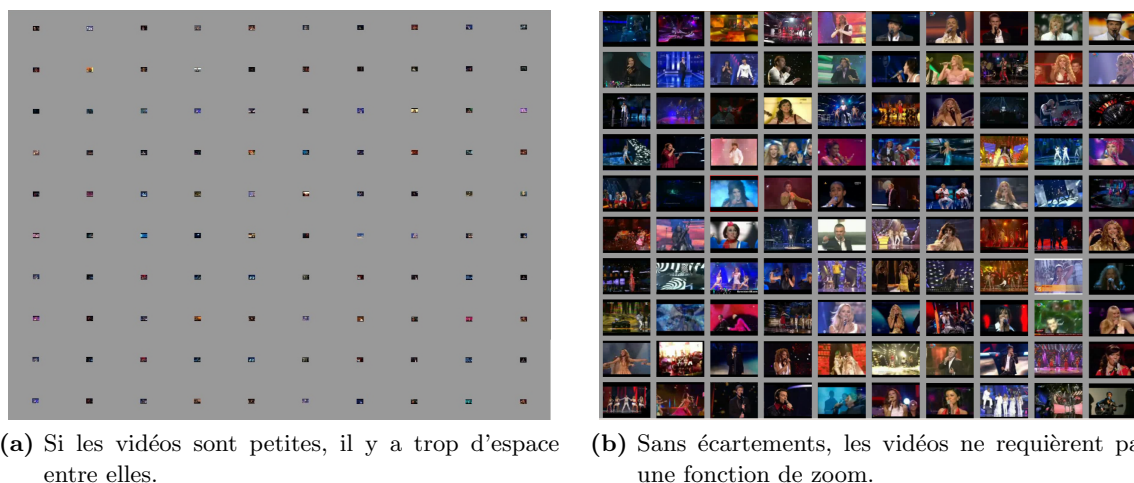 (a) Si les vidéos sont petites, il y a trop d'espace
entre elles.
(b) Sans écartements, les vidéos ne requièrent pa
une fonction de zoom.